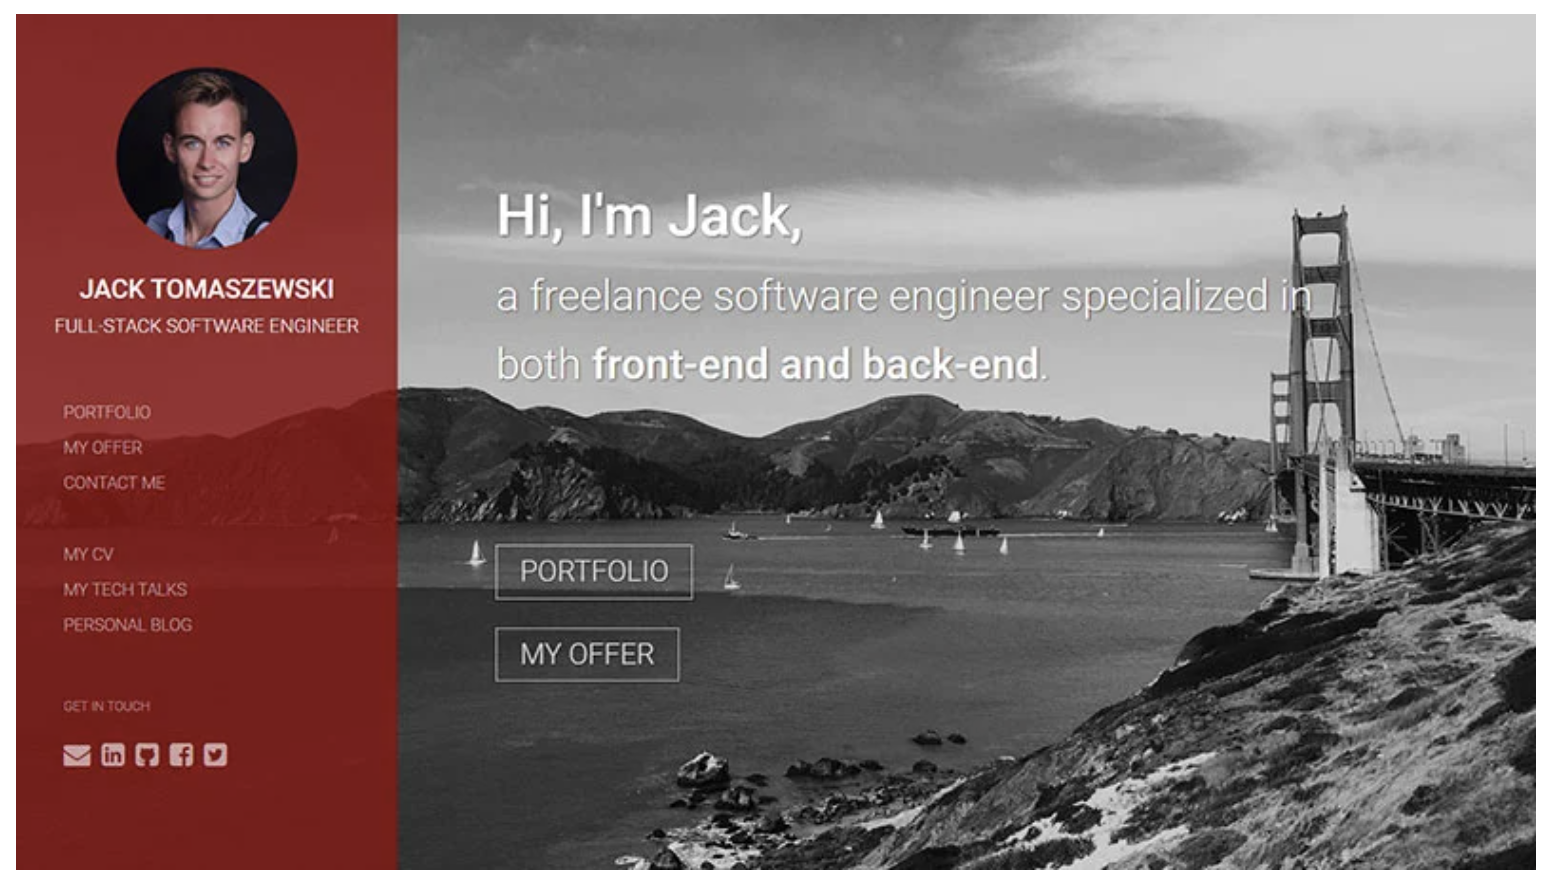 JACK TOMASZEWSKI
FULL-STACK SOFTWARE ENGINEER
PORTFOLIO
MY OFFER
CONTACT ME
MY CV
MY TECH TALKS
PERSONAL BLOG
GET IN TOUCH
in
Hi, I'm Jack,
a freelance software engineer specialized in
both front-end and back-end.
PORTFOLIO
MY OFFER